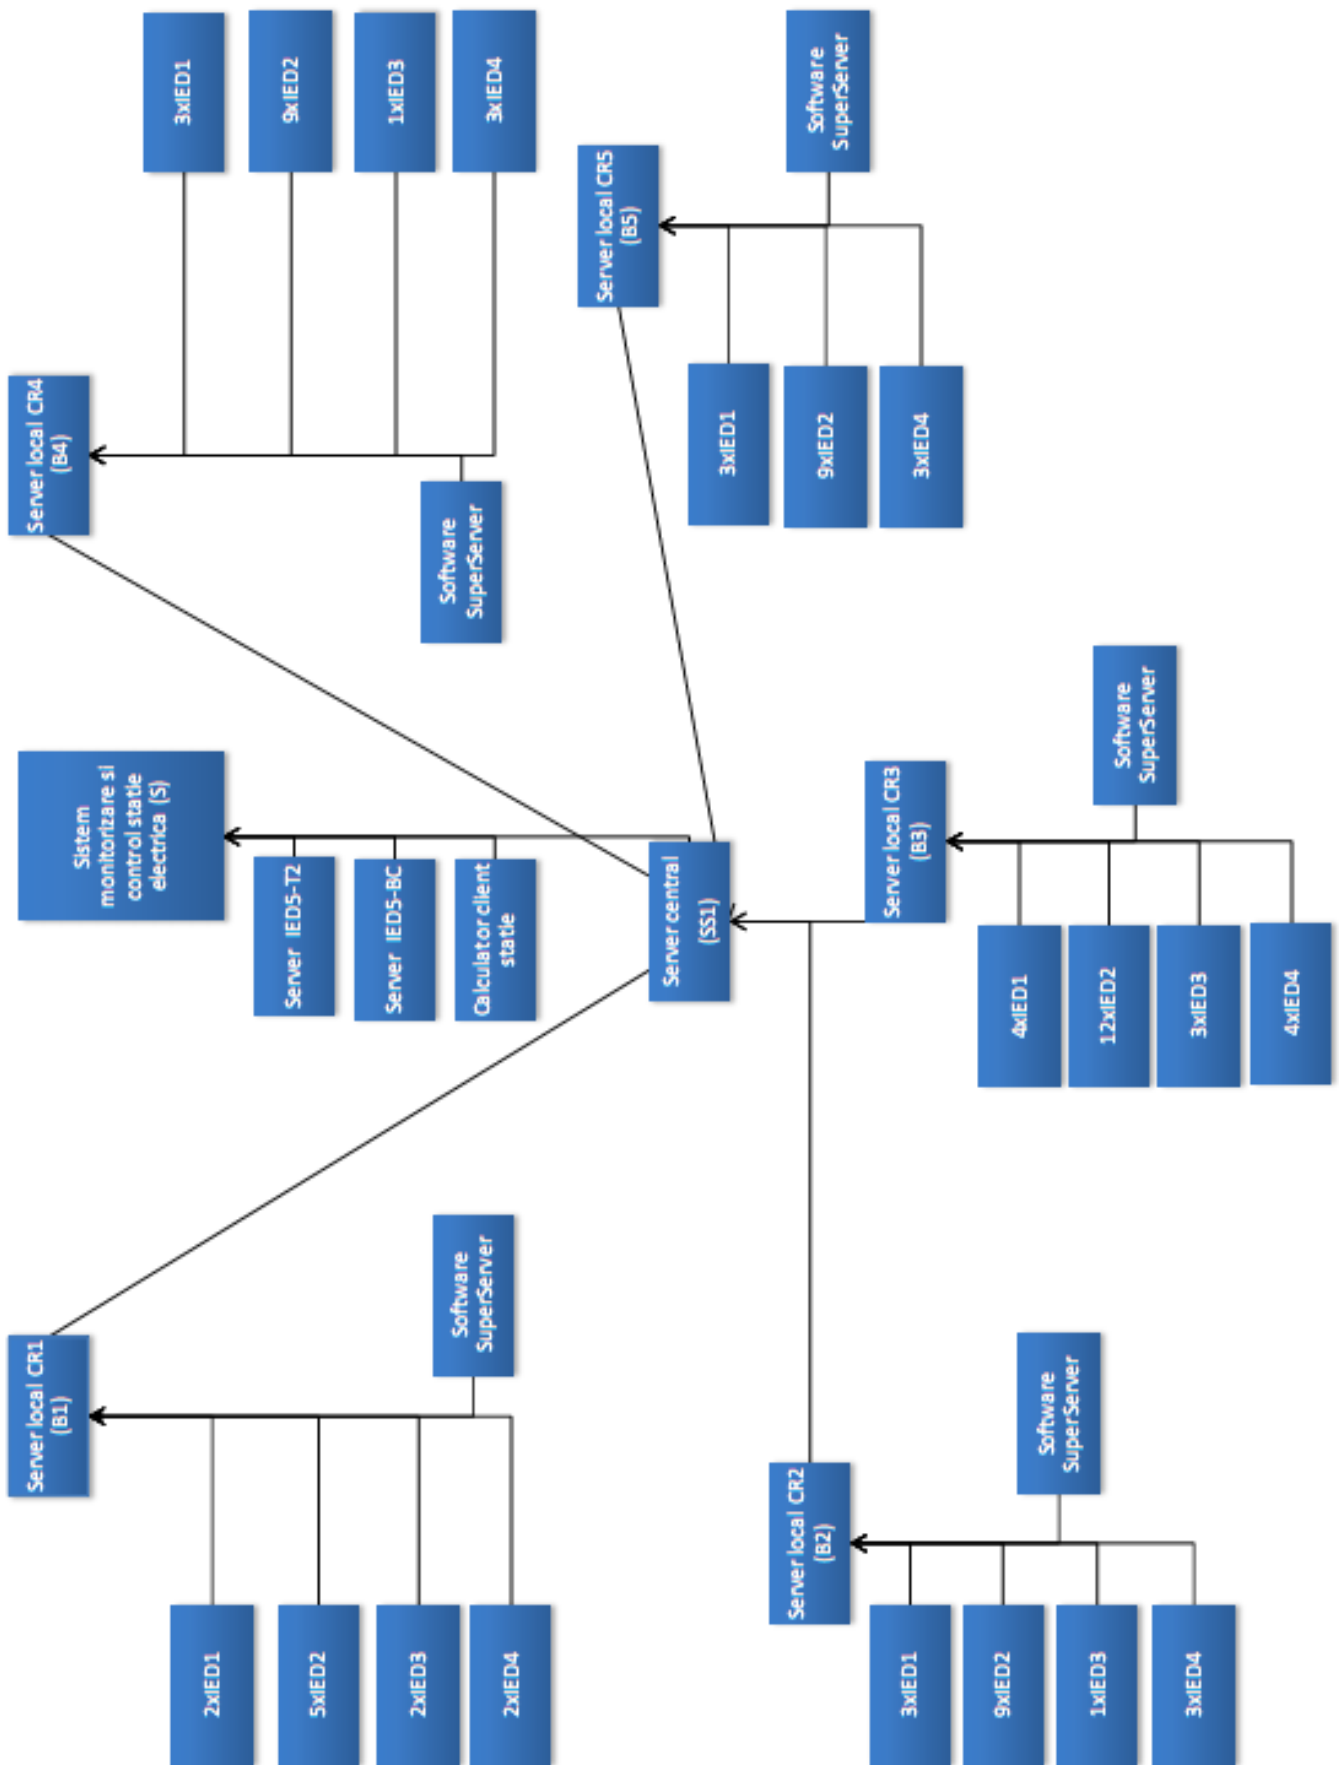 Server local CR1
(B1)
2xIED1
5xIED2
2xIED3
2xIED4
Software
SuperServer
Sistem
monitorizare si
control statie
electrica (S)
Server IED5-T2
Server IED5-BC
Calculator client
statie
Server central
(SS1)
Server local CR4
(B4)
3xIED1
9xIED2
1xIED3
3xIED4
Software
SuperServer
Server local CR2
(B2)
3xIED1
9xIED2
1xIED3
3xIED4
Software
SuperServer
Server local CR3
(B3)
4xIED1
12xIED2
3xIED3
4xIED4
Software
SuperServer
Server local CR5
(B5)
3xIED1
9xIED2
3xIED4
Software
SuperServer